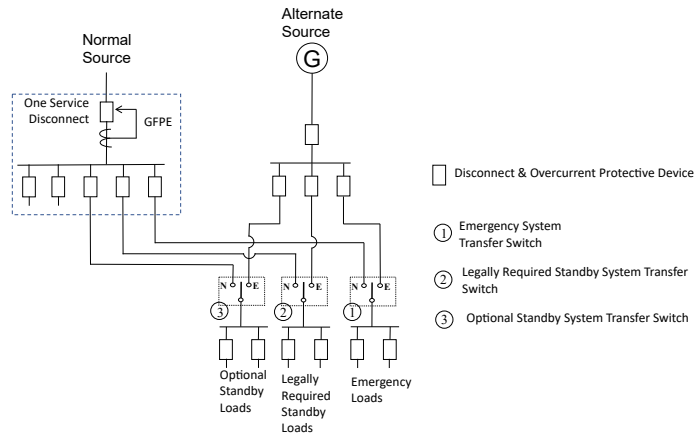 Alternate
Source
G
Normal
Source
One Service
Disconnect
GFPE
Disconnect & Overcurrent Protective Device
1
Emergency System
Transfer Switch
2
Legally Required Standby System Transfer
Switch
3
Optional Standby System Transfer Switch
N E
N E
N E
3
2
1
Optional
Standby
Loads
Legally
Required
Standby
Loads
Emergency
Loads